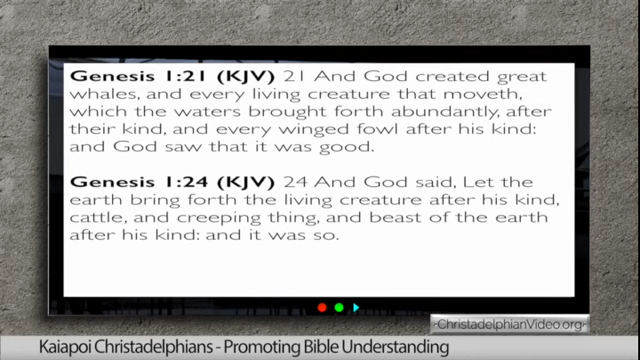 Genesis 1:21 (KJV) 21 And God created great
whales, and every living creature that moveth,
which the waters brought forth abundantly, after
their kind, and every winged fowl after his kind:
and God saw that it was good.
Genesis 1:24 (KJV) 24 And God said, Let the
earth bring forth the living creature after his kind,
cattle, and creeping thing, and beast of the earth
after his kind: and it was so.
ChristadelphianVideo.org
Kaiapoi Christadelphians - Promoting Bible Understanding